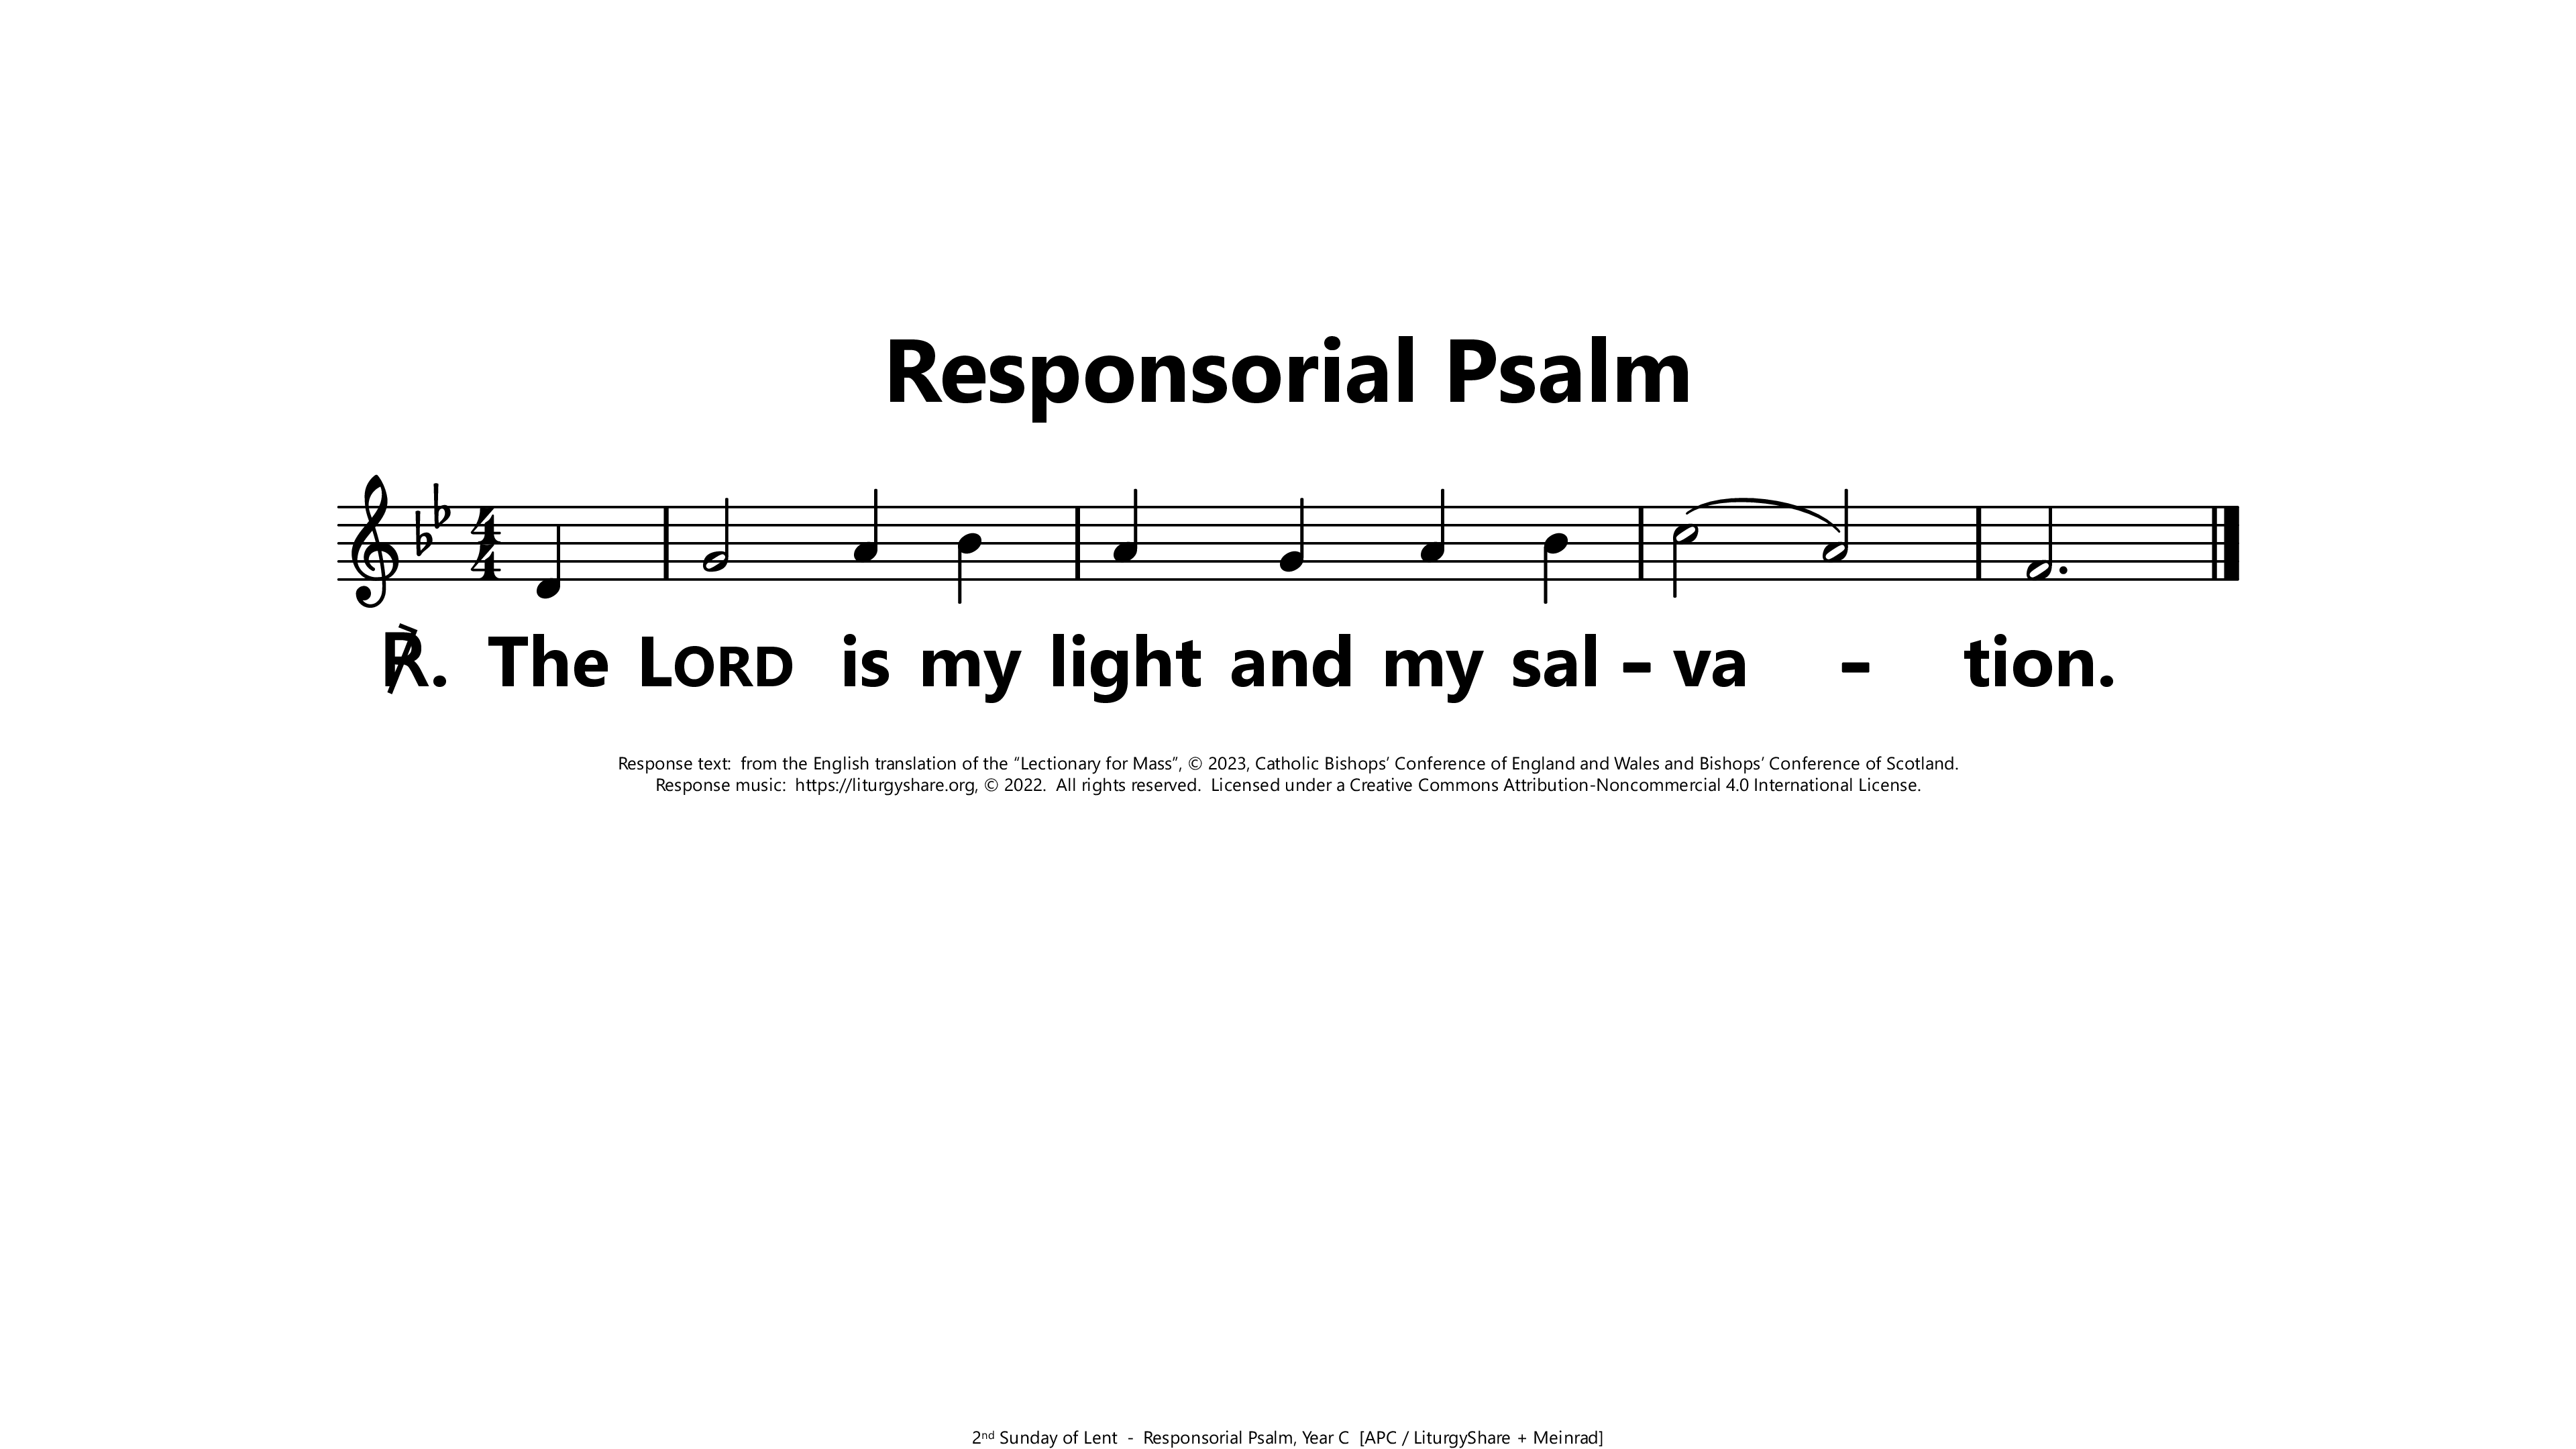 Responsorial Psalm
℟. The LORD is my light and my sal - va - tion.
Response text: from the English translation of the “Lectionary for Mass”, © 2023, Catholic Bishops’ Conference of England and Wales and Bishops’ Conference of Scotland.
Response music: https://liturgyshare.org, © 2022. All rights reserved. Licensed under a Creative Commons Attribution-Noncommercial 4.0 International License.
2nd Sunday of Lent - Responsorial Psalm, Year C [APC / LiturgyShare + Meinrad]